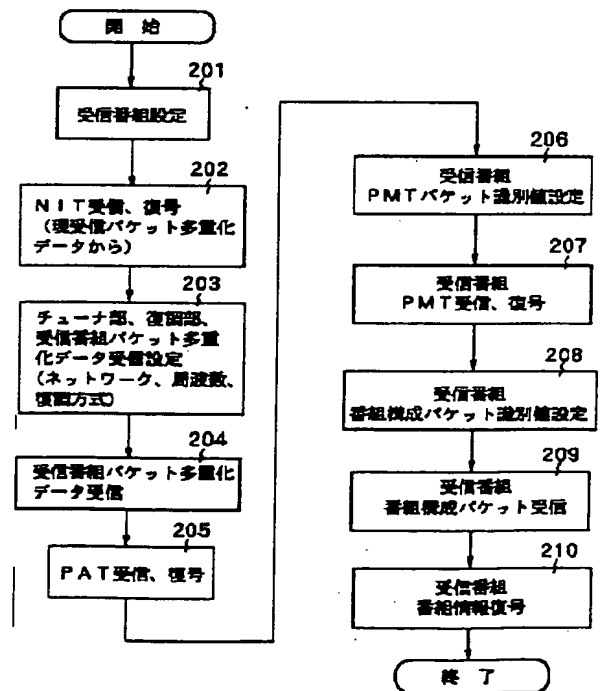 開 始
201
受信番組設定
202
NIT受信、復号
(現受信パケット多重化
データから)
203
チューナ部、復調部、
受信番組パケット多重
化データ受信設定
(ネットワーク、周波数、
復調方式)
204
受信番組パケット多重化
データ受信
205
PAT受信、復号
206
受信番組
PMTパケット識別値設定
207
受信番組
PMT受信、復号
208
受信番組
番組構成パケット識別値設定
209
受信番組
番組構成パケット受信
210
受信番組
番組情報復号
終 了